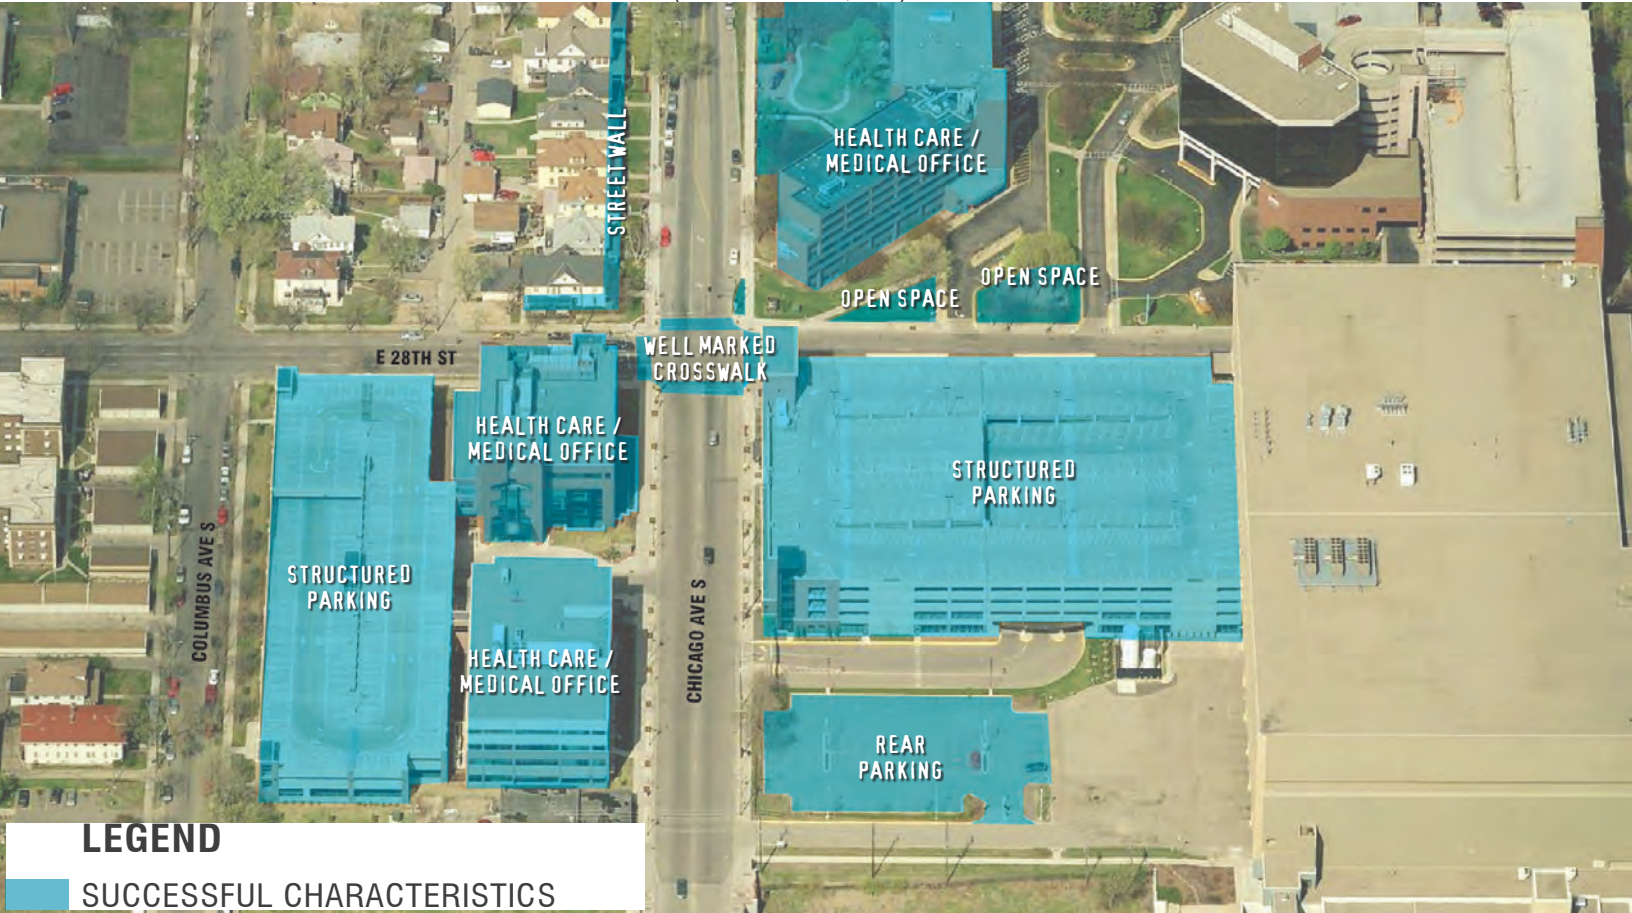 STREET WALL
HEALTH CARE /
MEDICAL OFFICE
OPEN SPACE
OPEN SPACE
E 28TH ST
WELL MARKED
CROSSWALK
HEALTH CARE /
MEDICAL OFFICE
STRUCTURED
PARKING
STRUCTURED
PARKING
COLUMBUS AVE S
CHICAGO AVE S
HEALTH CARE /
MEDICAL OFFICE
REAR
PARKING
LEGEND
SUCCESSFUL CHARACTERISTICS